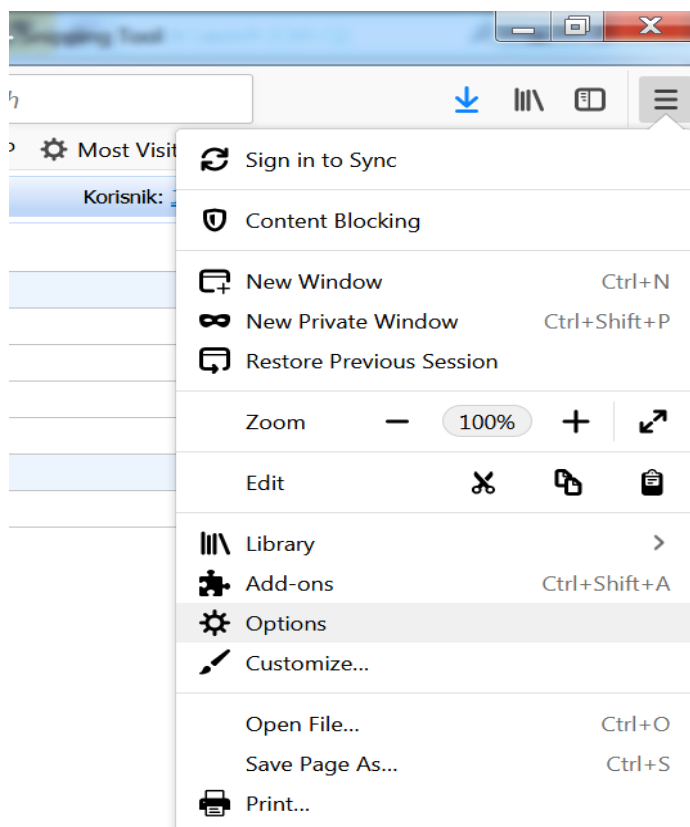 Snipping Tool
h
Most Visit
Korisnik:
Sign in to Sync
Content Blocking
New Window Ctrl+N
New Private Window Ctrl+Shift+P
Restore Previous Session
Zoom 100%
Edit
Library
Add-ons Ctrl+Shift+A
Options
Customize...
Open File... Ctrl+O
Save Page As... Ctrl+S
Print...